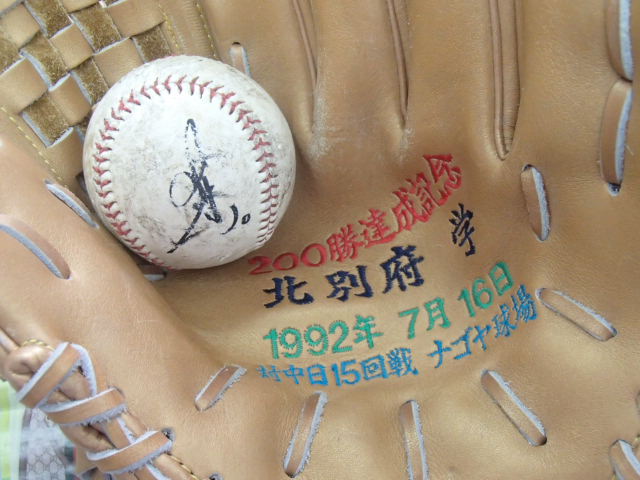 200勝達成記念
北別府 学
1992年 7月16日
対中日15回戦 ナゴヤ球場